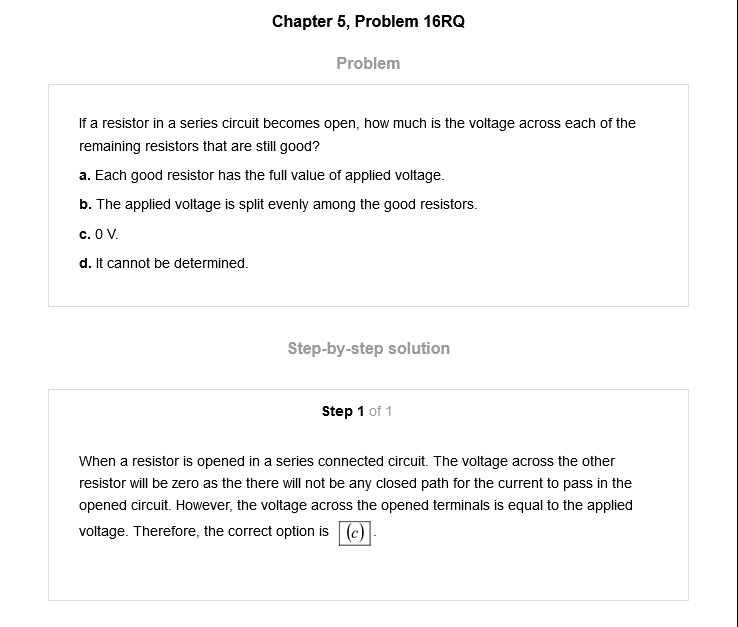 Chapter 5, Problem 16RQ
Problem
If a resistor in a series circuit becomes open, how much is the voltage across each of the
remaining resistors that are still good?
a. Each good resistor has the full value of applied voltage.
b. The applied voltage is split evenly among the good resistors.
c. 0 V.
d. It cannot be determined.
Step-by-step solution
Step 1 of 1
When a resistor is opened in a series connected circuit. The voltage across the other
resistor will be zero as the there will not be any closed path for the current to pass in the
opened circuit. However, the voltage across the opened terminals is equal to the applied
voltage. Therefore, the correct option is (c).